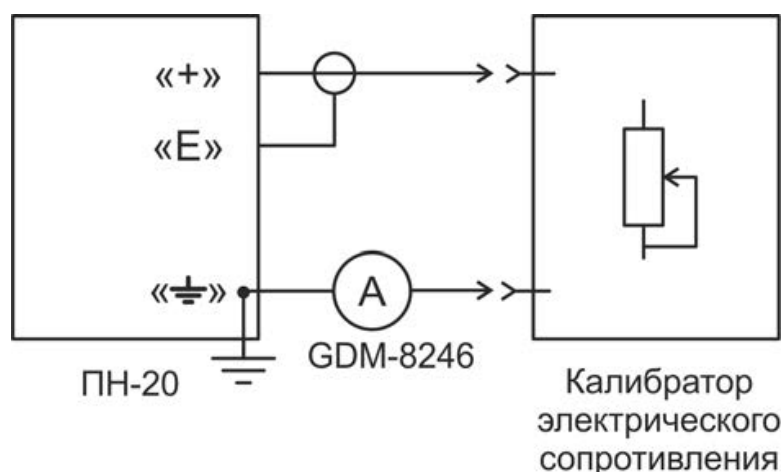 «+»
«E»
«⏚»
A
GDM-8246
ПН-20
Калибратор
электрического
сопротивления